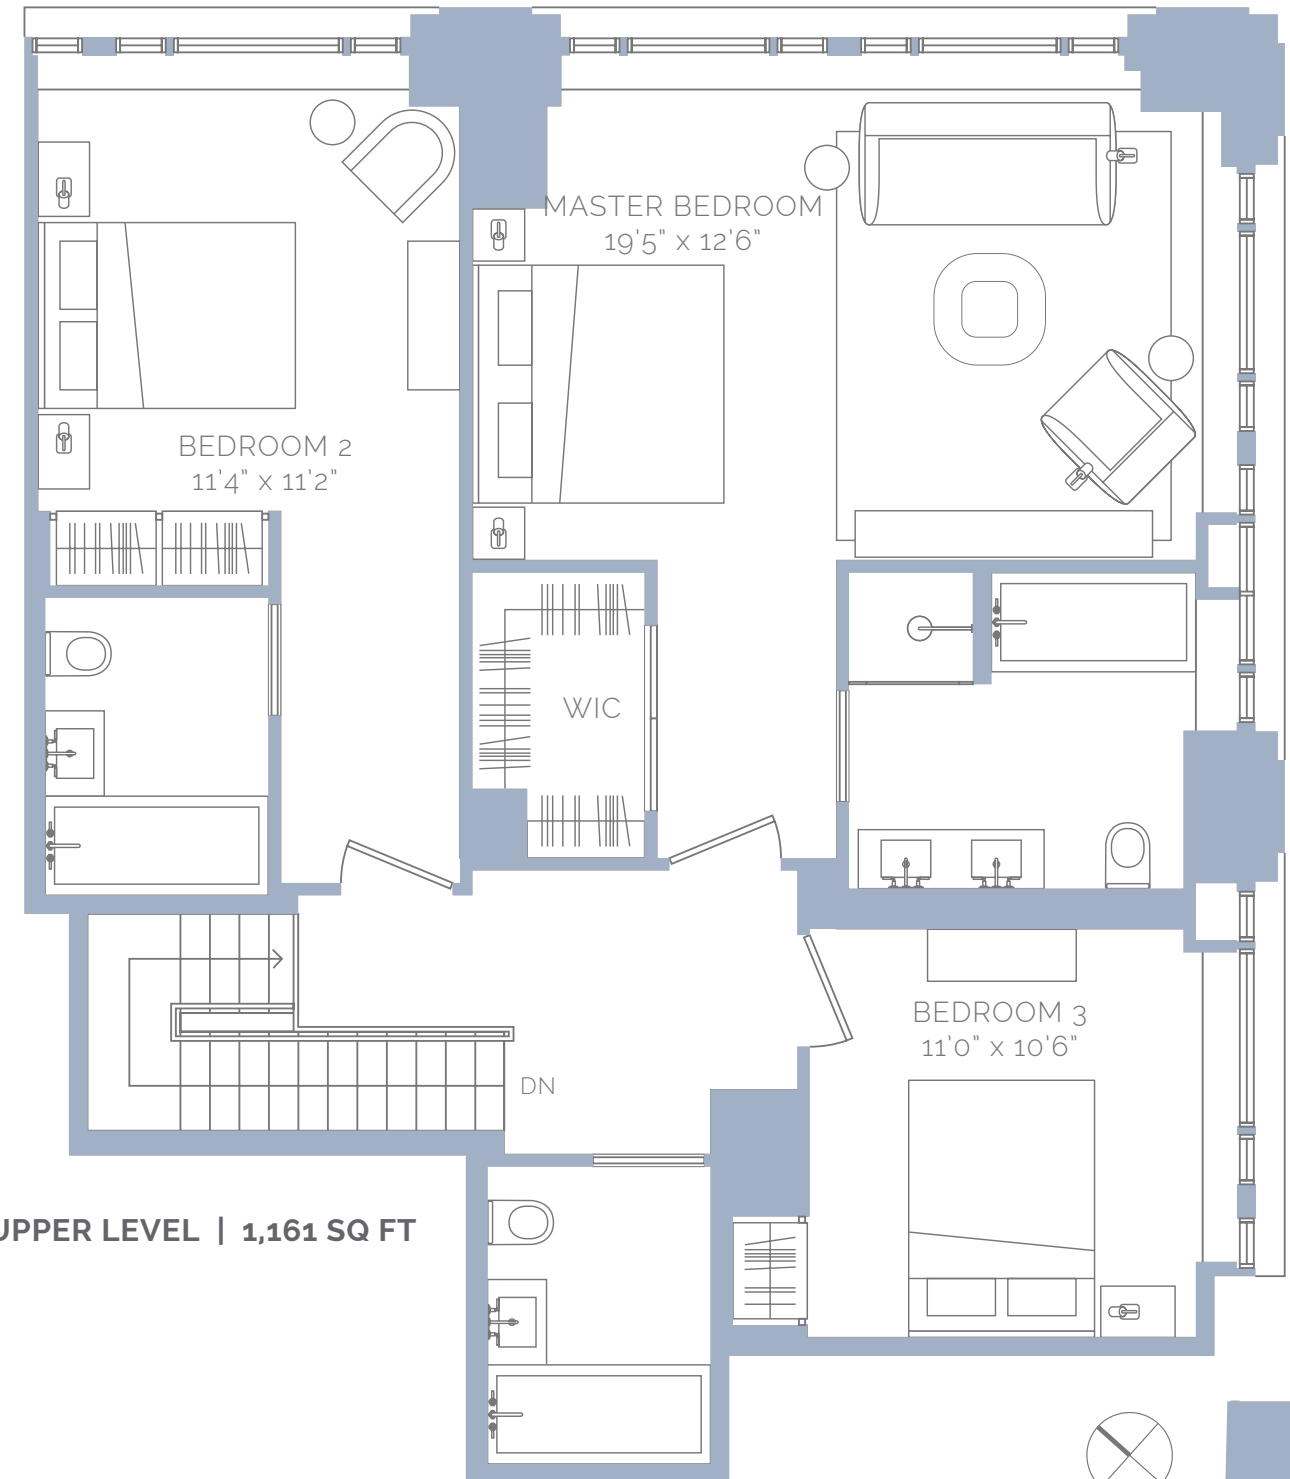 MASTER BEDROOM
19'5" x 12'6"
BEDROOM 2
11'4" x 11'2"
WIC
BEDROOM 3
11'0" x 10'6"
DN
UPPER LEVEL | 1,161 SQ FT